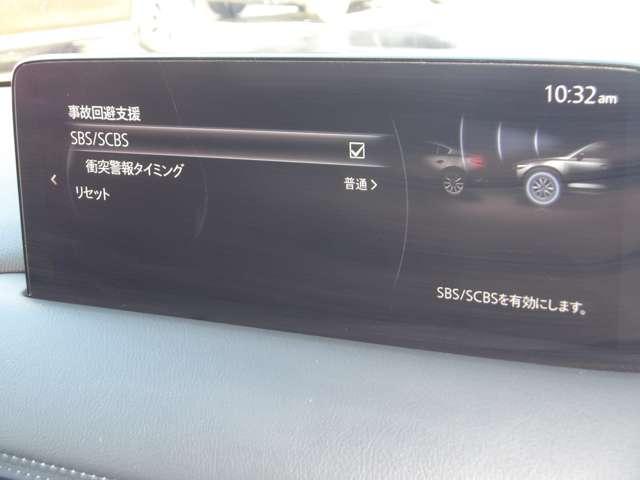 10:32am
事故回避支援
SBS/SCBS
衝突警報タイミング
普通
リセット
SBS/SCBSを有効にします。